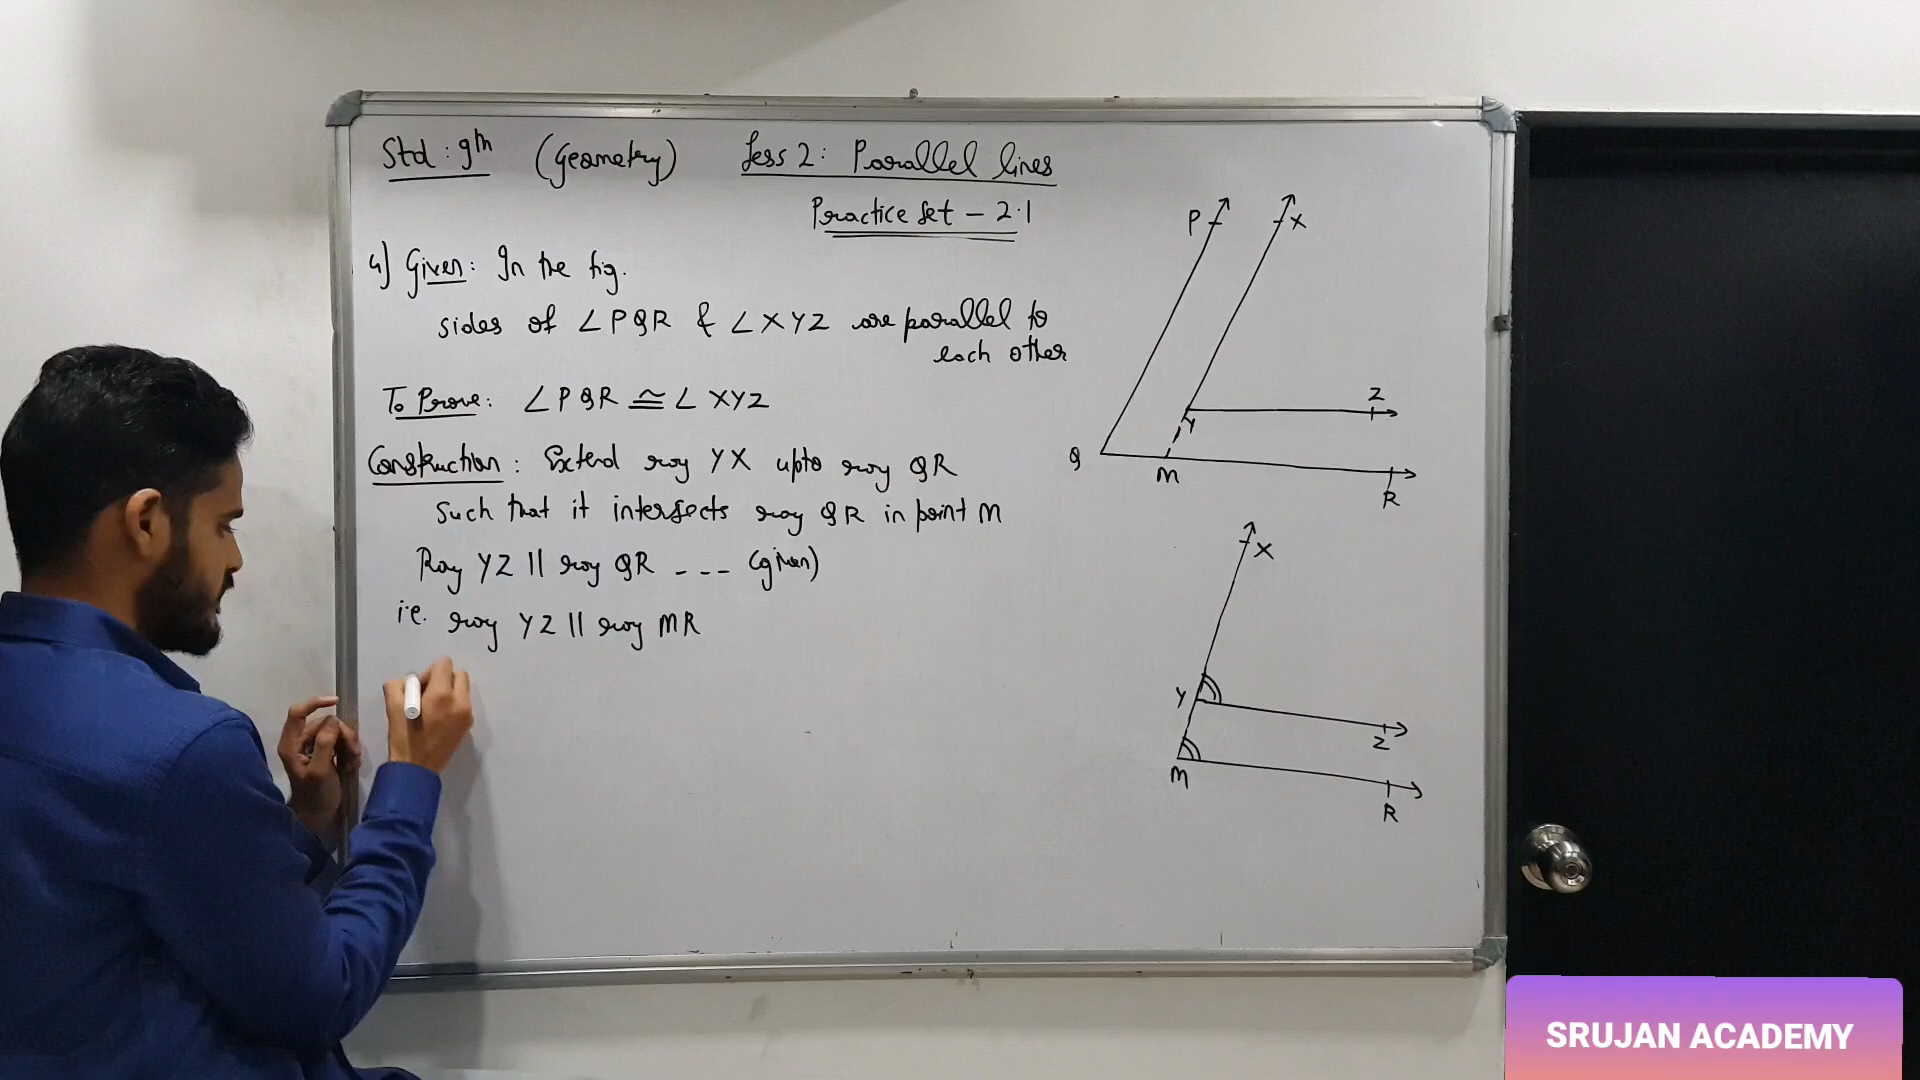 Std : 9th (Geometry) Less 2 : Parallel lines
Practice Set – 2.1
4) Given : In the fig.
sides of ∠PQR & ∠XYZ are parallel to
each other
To Prove : ∠PQR ≅ ∠XYZ
Construction : Extend ray YX upto ray QR
Such that it intersects ray QR in point M
Ray YZ || ray QR --- (given)
i.e. ray YZ || ray MR
P X
Z
Y
Q M R
X
Y
Z
M
R
SRUJAN ACADEMY